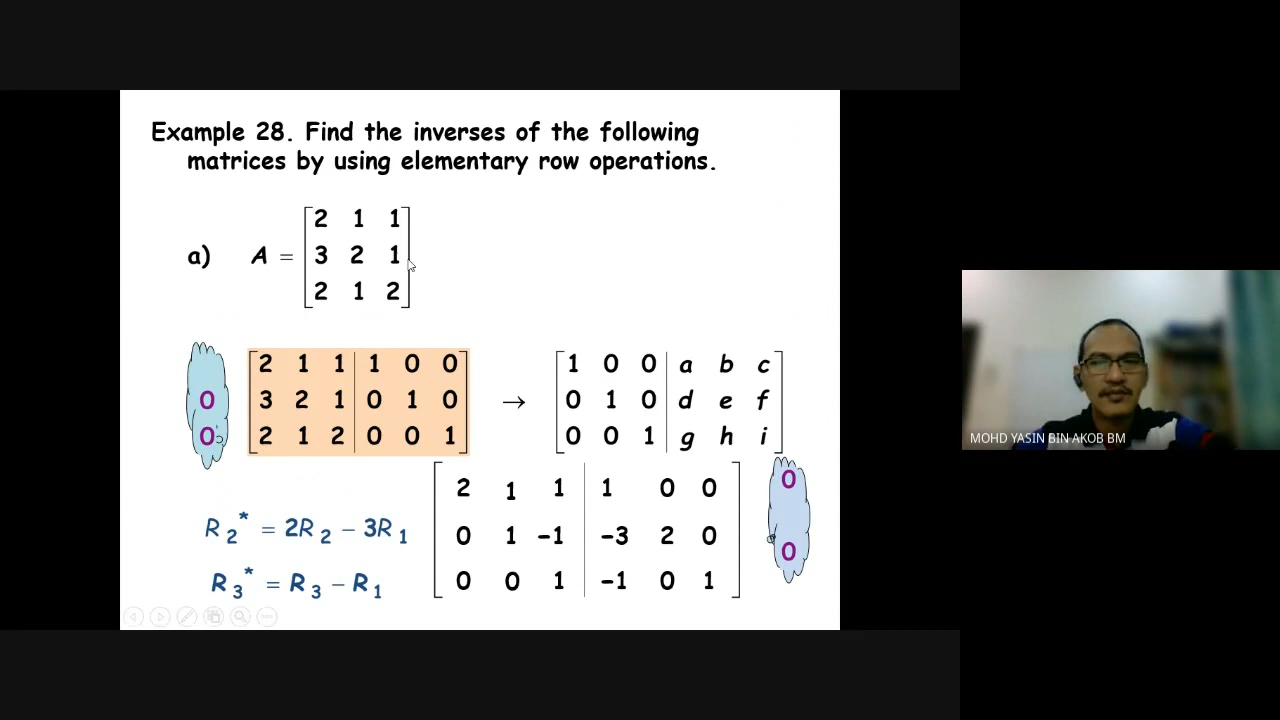 Example 28. Find the inverses of the following
matrices by using elementary row operations.
a) A =
2 1 1
3 2 1
2 1 2
0
0
2 1 1 | 1 0 0
3 2 1 | 0 1 0
2 1 2 | 0 0 1
→
1 0 0 | a b c
0 1 0 | d e f
0 0 1 | g h i
R2* = 2R2 − 3R1
R3* = R3 − R1
2 1 1 | 1 0 0
0 1 -1 | -3 2 0
0 0 1 | -1 0 1
0
0
MOHD YASIN BIN AKOB BM